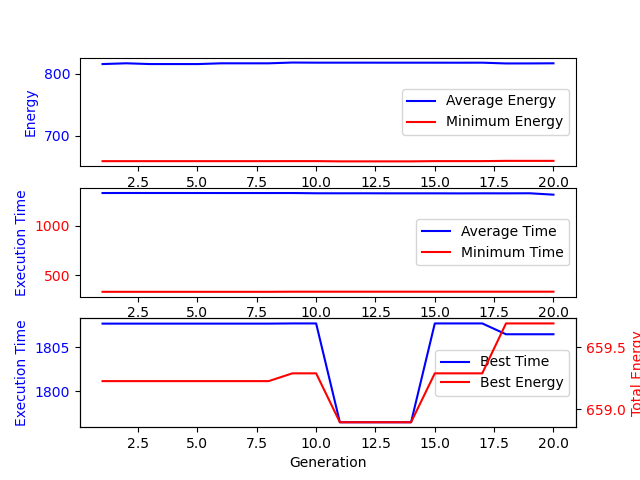 800
700
Energy
Average Energy
Minimum Energy
2.5 5.0 7.5 10.0 12.5 15.0 17.5 20.0
1000
500
Execution Time
Average Time
Minimum Time
2.5 5.0 7.5 10.0 12.5 15.0 17.5 20.0
1805
1800
Execution Time
Best Time
Best Energy
659.5
659.0
Total Energy
2.5 5.0 7.5 10.0 12.5 15.0 17.5 20.0
Generation